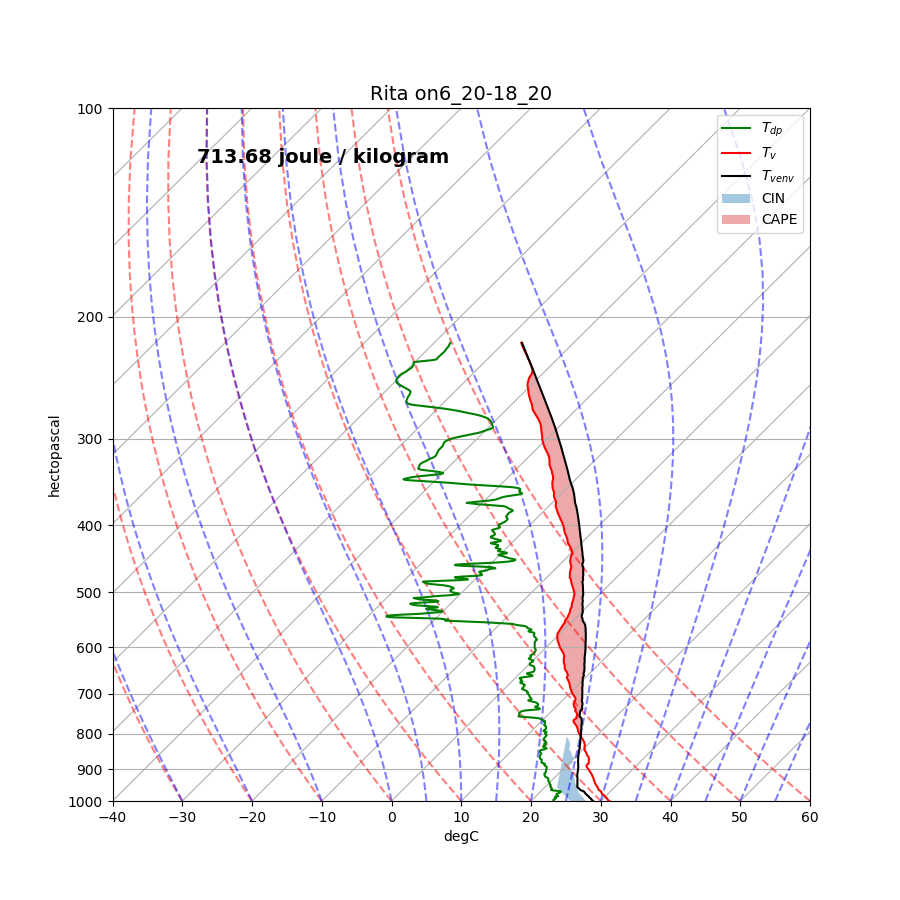 Rita on6_20-18_20
713.68 joule / kilogram
T_dp
T_v
T_venv
CIN
CAPE
100
200
300
400
500
600
700
800
900
1000
hectopascal
−40 −30 −20 −10 0 10 20 30 40 50 60
degC